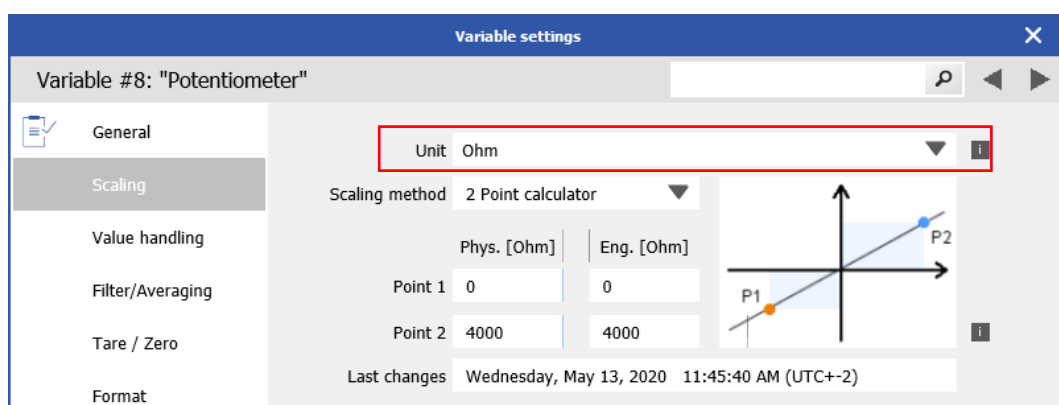 Variable settings
Variable #8: "Potentiometer"
General
Unit Ohm
i
Scaling
Scaling method 2 Point calculator
Value handling
Phys. [Ohm] Eng. [Ohm]
P2
Filter/Averaging
Point 1 0 0
P1
Tare / Zero
Point 2 4000 4000
i
Last changes Wednesday, May 13, 2020 11:45:40 AM (UTC+-2)
Format